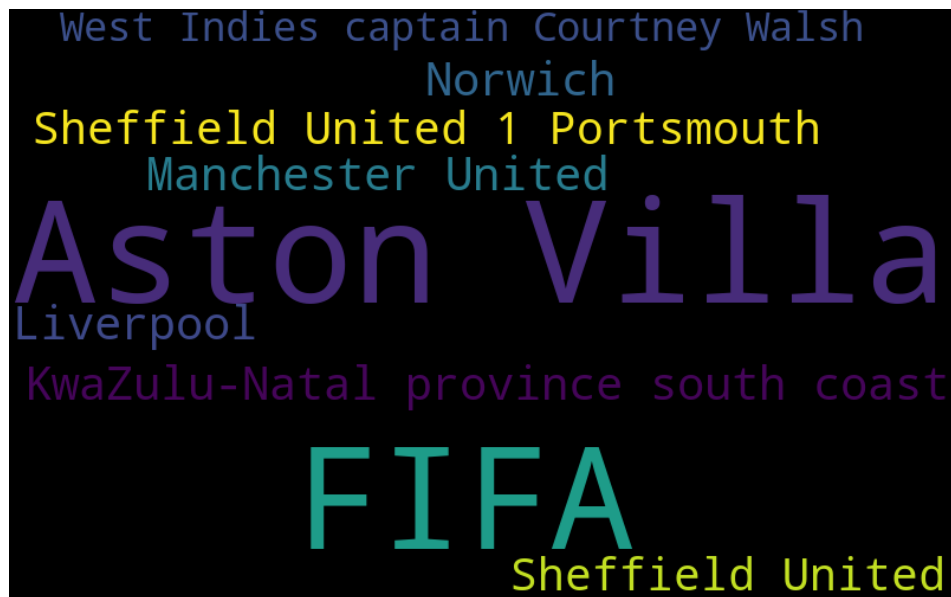 West Indies captain Courtney Walsh
Norwich
Sheffield United 1 Portsmouth
Manchester United
Aston Villa
Liverpool
KwaZulu-Natal province south coast
FIFA
Sheffield United